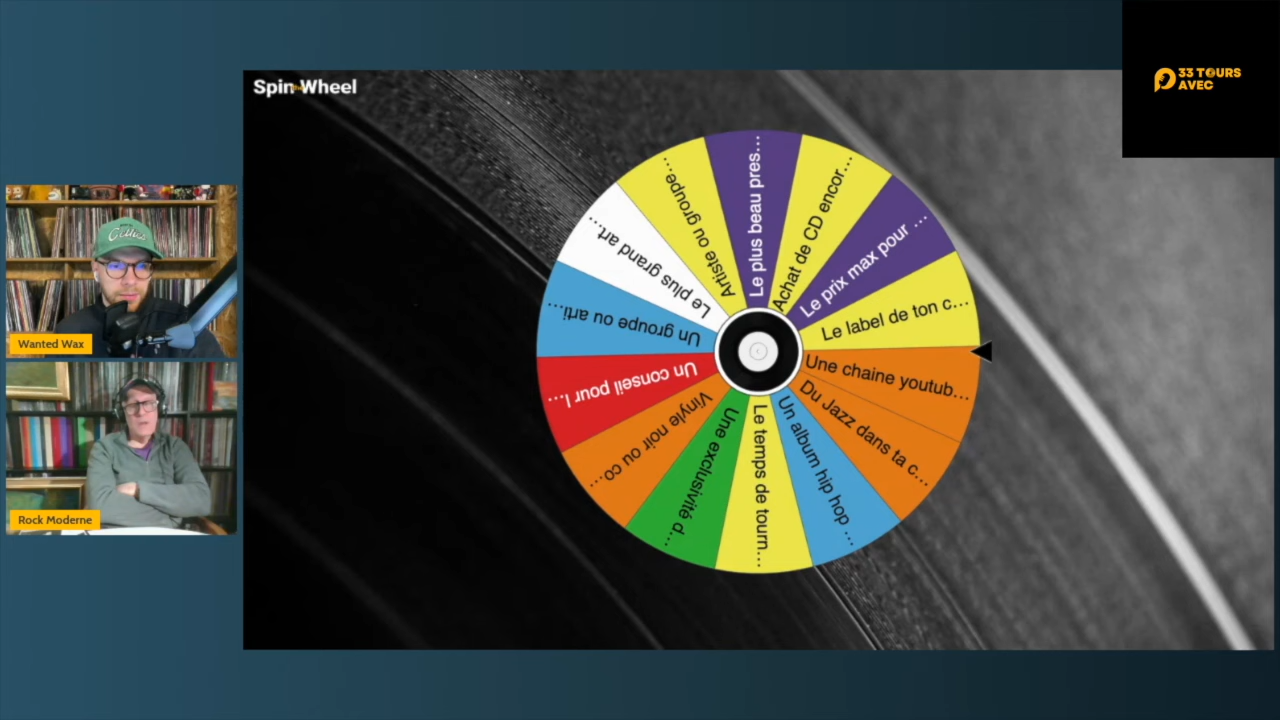 33 TOURS
AVEC
Spin the Wheel
Le plus beau pres...
Achat de CD encor...
Le prix max pour ...
Le label de ton c...
Une chaine youtub...
Du Jazz dans ta c...
Un album hip hop ...
Le temps de tourn...
Une exclusivité d...
Vinyle noir ou co...
Un conseil pour l...
Un groupe ou arti...
Le plus grand art...
Artiste ou groupe...
Wanted Wax
Rock Moderne